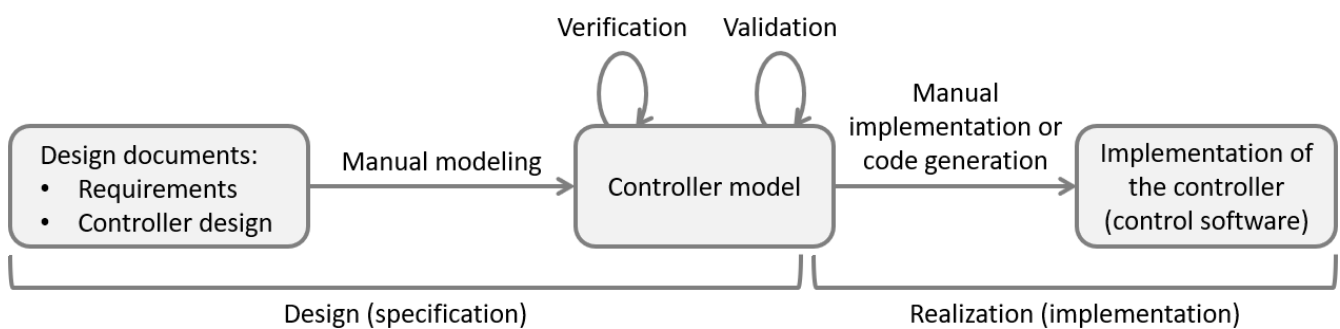 Verification
Validation
Design documents:
• Requirements
• Controller design
Manual modeling
Controller model
Manual
implementation or
code generation
Implementation of
the controller
(control software)
Design (specification)
Realization (implementation)